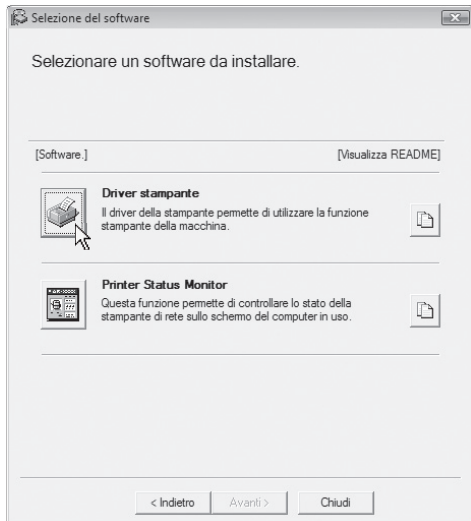 Selezione del software
Selezionare un software da installare.
[Software.] [Visualizza README]
Driver stampante
Il driver della stampante permette di utilizzare la funzione
stampante della macchina.
Printer Status Monitor
Questa funzione permette di controllare lo stato della
stampante di rete sullo schermo del computer in uso.
< Indietro Avanti > Chiudi